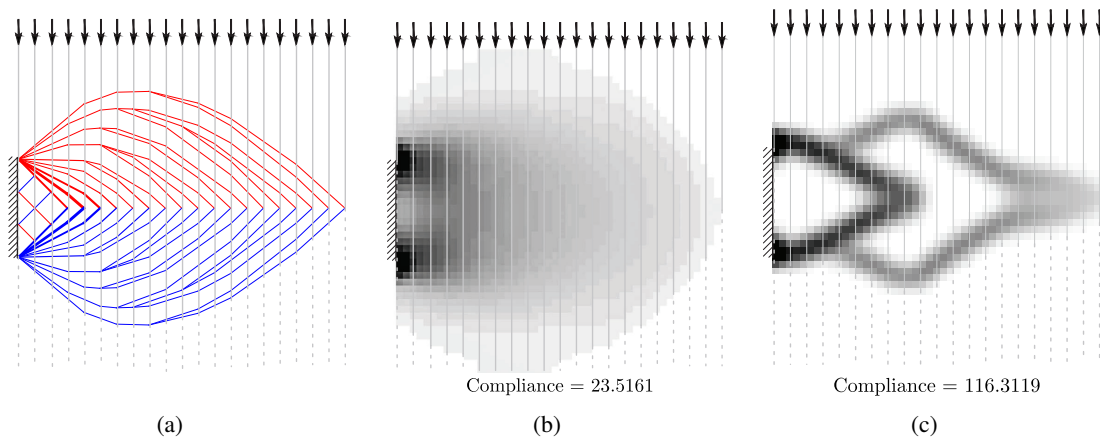 Compliance = 23.5161
Compliance = 116.3119
(a)
(b)
(c)